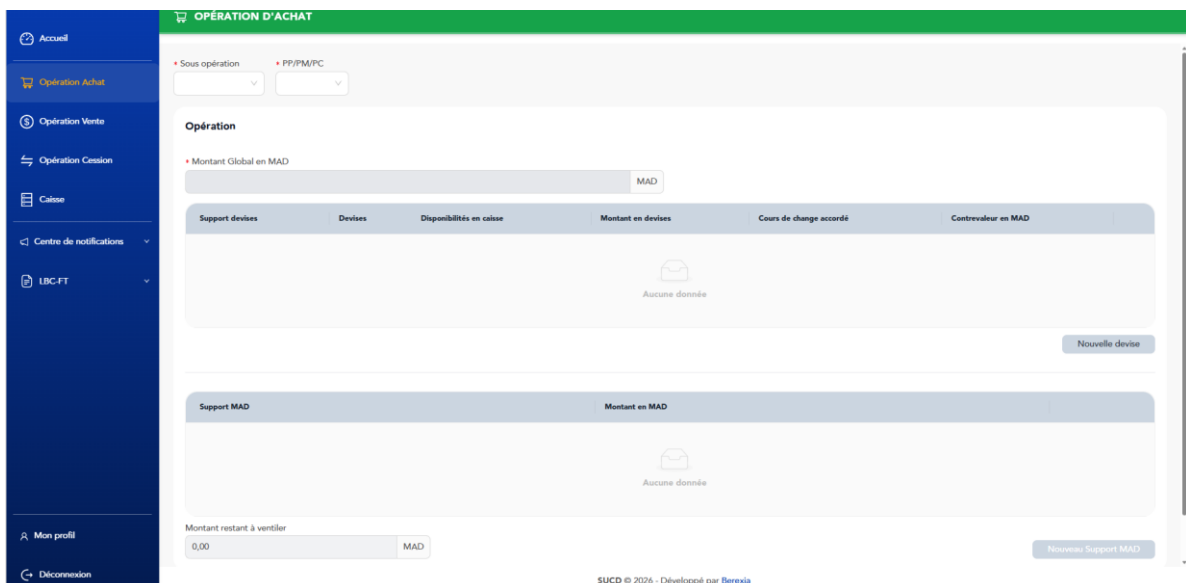 OPÉRATION D'ACHAT
Accueil
Opération Achat
Opération Vente
Opération Cession
Caisse
Centre de notifications
LBC-FT
Mon profil
Déconnexion
* Sous opération * PP/PM/PC
Opération
* Montant Global en MAD
MAD
Support devises Devises Disponibilités en caisse Montant en devises Cours de change accordé Contrevaleur en MAD
Aucune donnée
Nouvelle devise
Support MAD Montant en MAD
Aucune donnée
Montant restant à ventiler
0,00 MAD
Nouveau Support MAD
SUCD © 2026 - Développé par Berexia